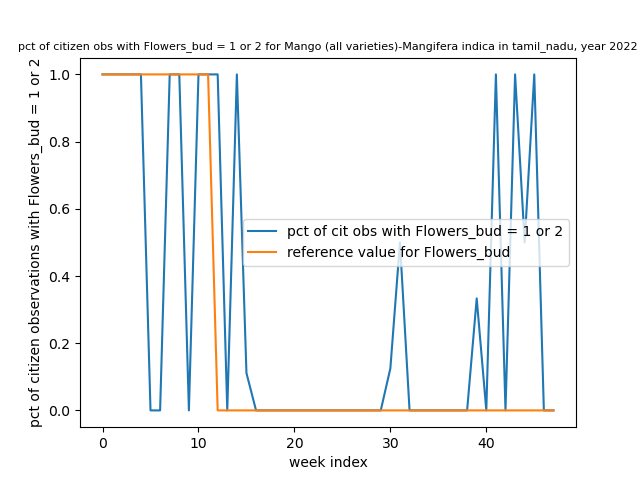 pct of citizen obs with Flowers_bud = 1 or 2 for Mango (all varieties)-Mangifera indica in tamil_nadu, year 2022
pct of citizen observations with Flowers_bud = 1 or 2
1.0
0.8
0.6
0.4
0.2
0.0
pct of cit obs with Flowers_bud = 1 or 2
reference value for Flowers_bud
0 10 20 30 40
week index